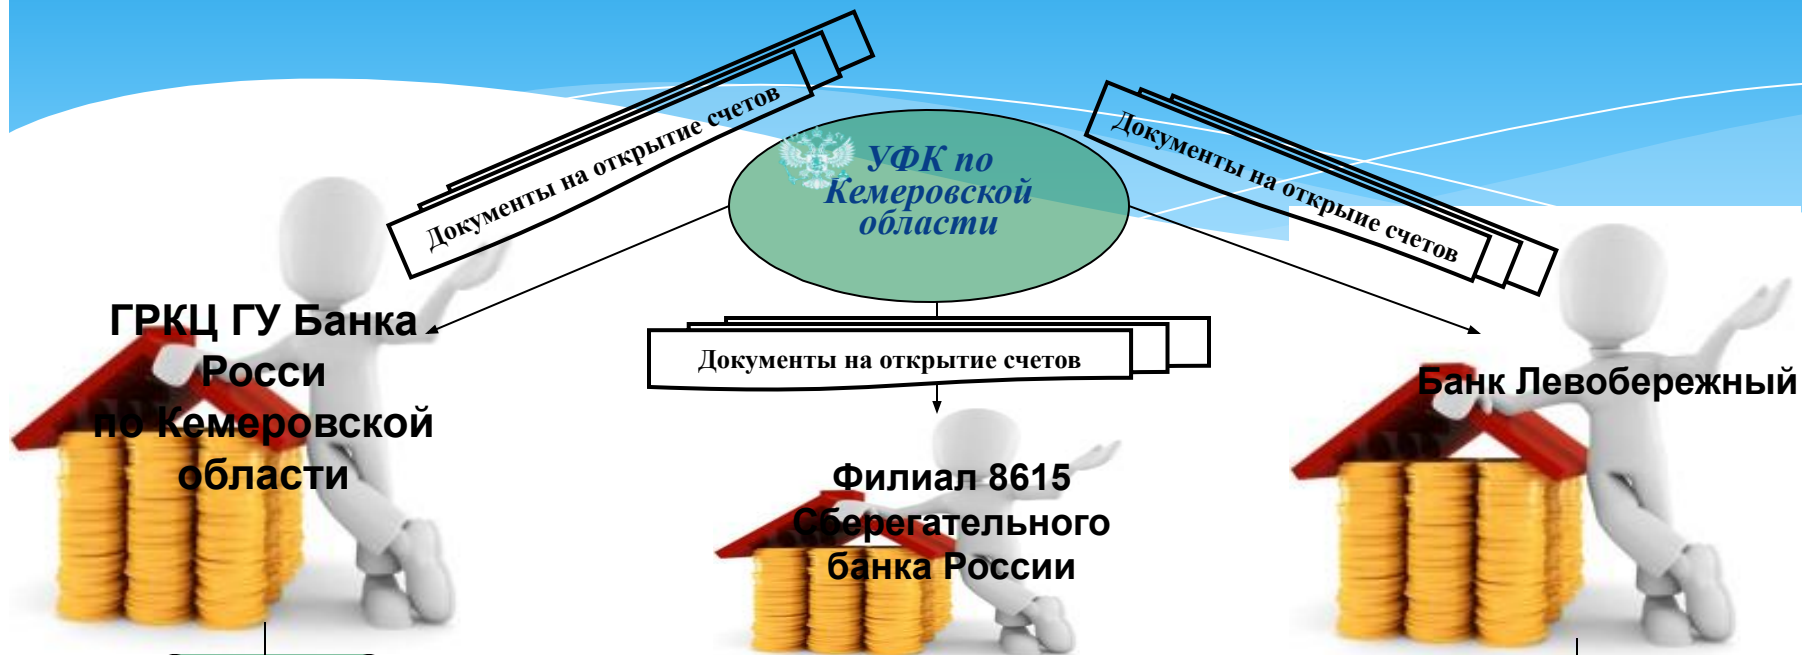 Документы на открытие счетов
Документы на открыие счетов
УФК по
Кемеровской
области
ГРКЦ ГУ Банка
Росси
по Кемеровской
области
Документы на открытие счетов
Банк Левобережный
Филиал 8615
Сберегательного
банка России